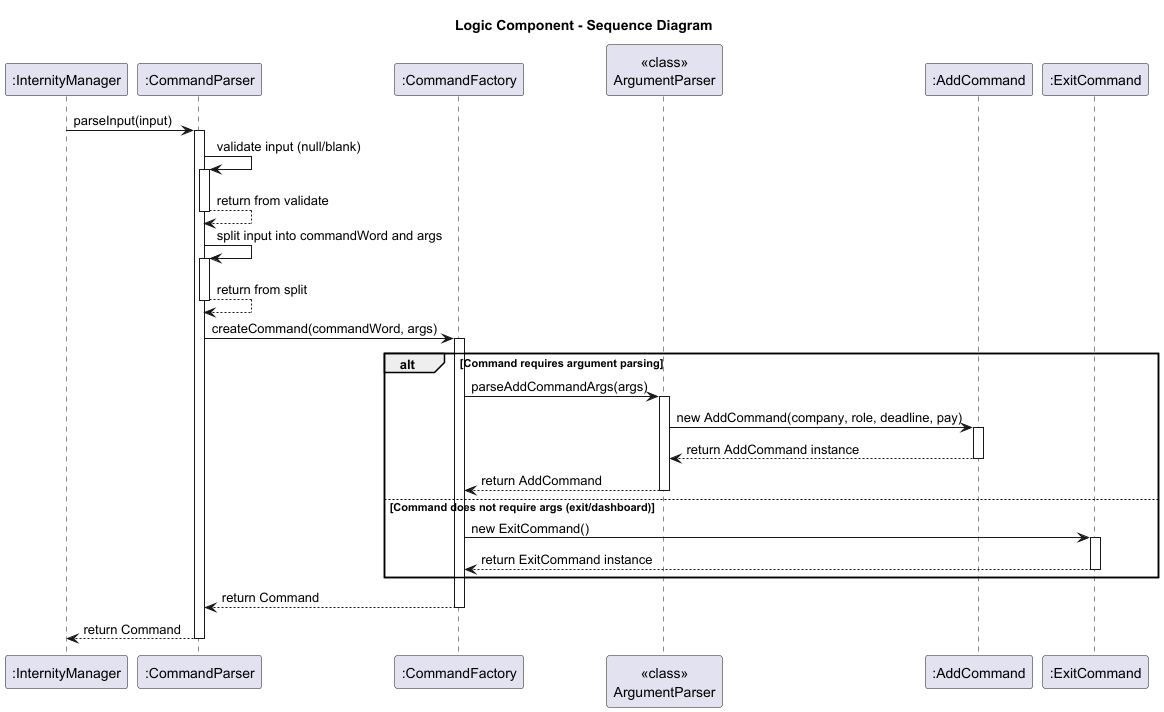 Logic Component - Sequence Diagram
:InternityManager
:CommandParser
:CommandFactory
«class»
ArgumentParser
:AddCommand
:ExitCommand
parseInput(input)
validate input (null/blank)
return from validate
split input into commandWord and args
return from split
createCommand(commandWord, args)
alt
[Command requires argument parsing]
parseAddCommandArgs(args)
new AddCommand(company, role, deadline, pay)
return AddCommand instance
return AddCommand
[Command does not require args (exit/dashboard)]
new ExitCommand()
return ExitCommand instance
return Command
return Command
:InternityManager
:CommandParser
:CommandFactory
«class»
ArgumentParser
:AddCommand
:ExitCommand